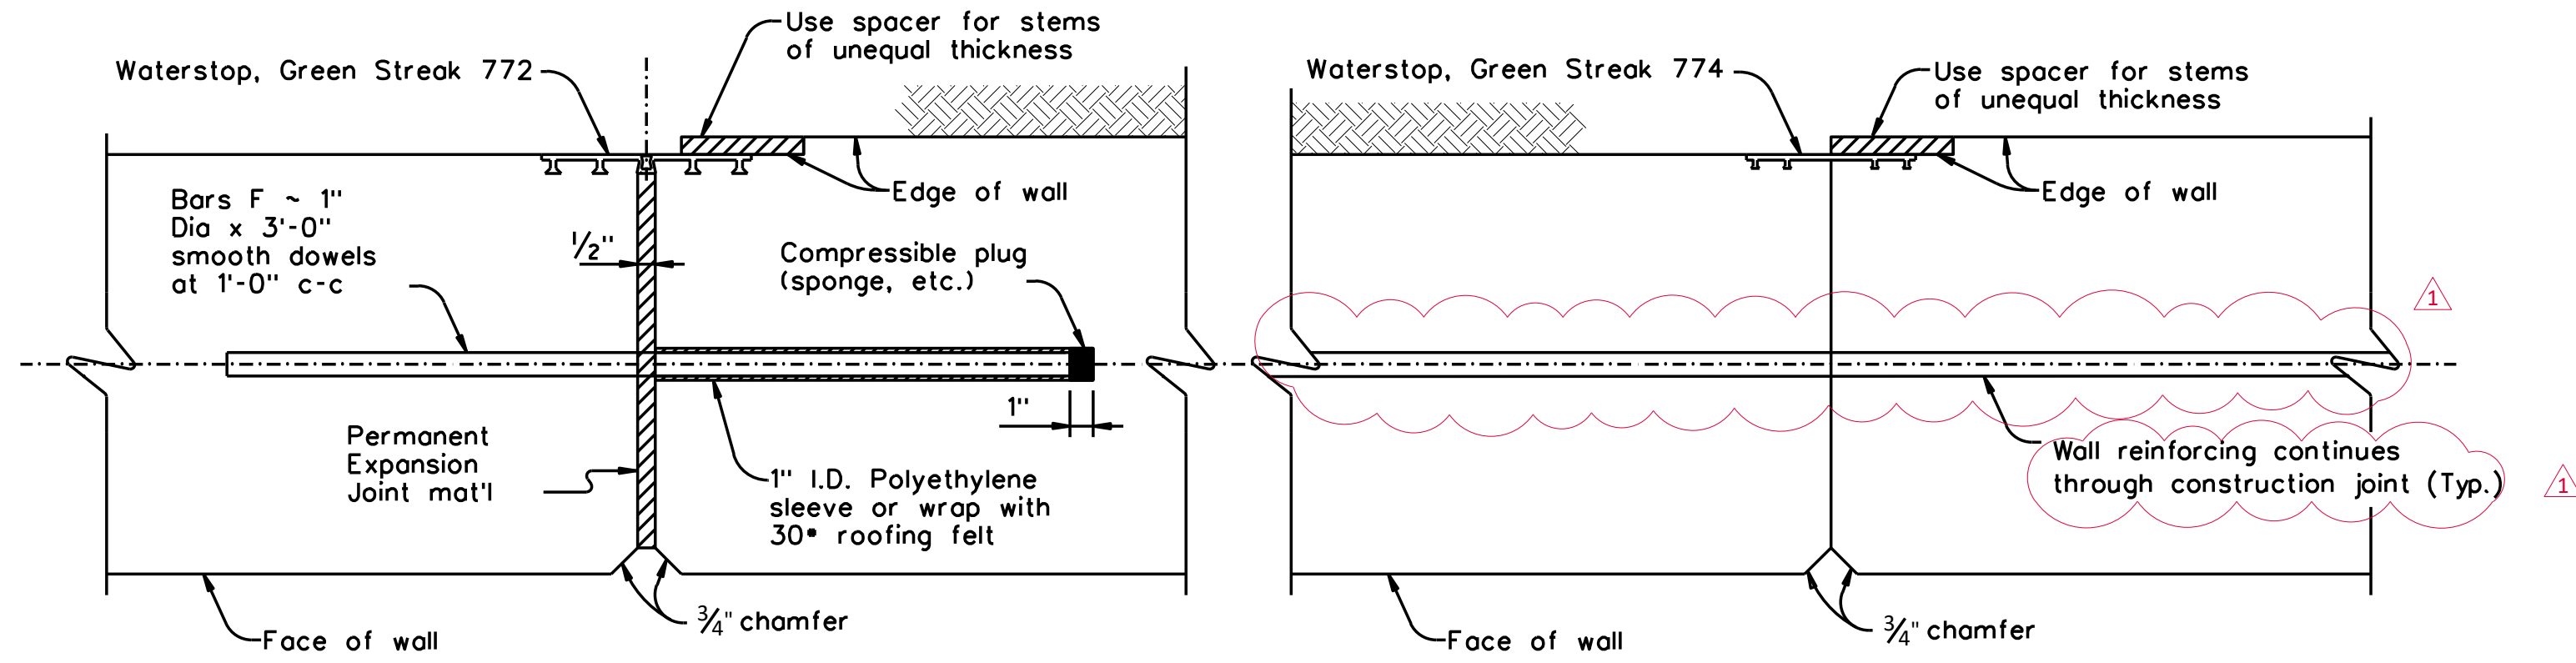 Use spacer for stems
of unequal thickness
Waterstop, Green Streak 772
Edge of wall
Bars F ~ 1"
Dia x 3'-0"
smooth dowels
at 1'-0" c-c
1/2"
Compressible plug
(sponge, etc.)
1"
Permanent
Expansion
Joint mat'l
1" I.D. Polyethylene
sleeve or wrap with
30# roofing felt
3/4" chamfer
Face of wall
Waterstop, Green Streak 774
Use spacer for stems
of unequal thickness
Edge of wall
1
Wall reinforcing continues
through construction joint (Typ.)
1
3/4" chamfer
Face of wall